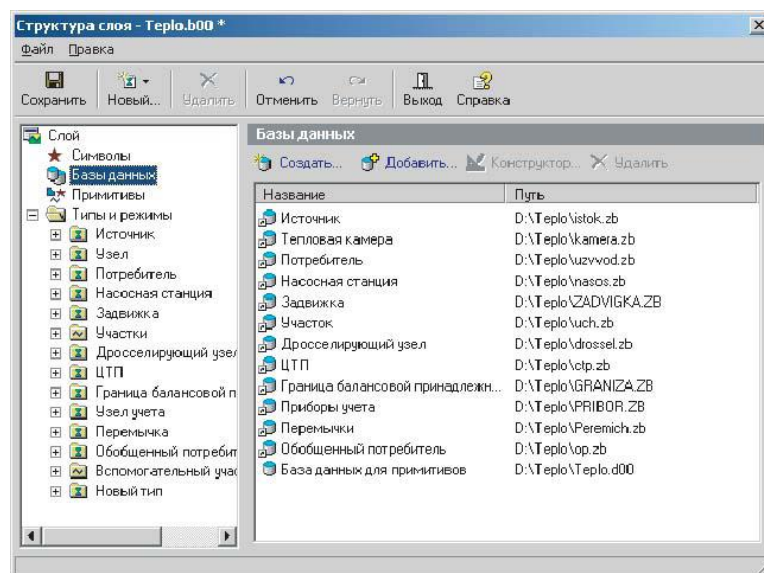 Структура слоя - Teplo.b00 *
Файл Правка
Сохранить Новый... Удалить Отменить Вернуть Выход Справка
Слой
Символы
Базы данных
Примитивы
Типы и режимы
Источник
Узел
Потребитель
Насосная станция
Задвижка
Участки
Дросселирующий узел
ЦТП
Граница балансовой п
Узел учета
Перемычка
Обобщенный потребит
Вспомогательный учас
Новый тип
Базы данных
Создать... Добавить... Конструктор... Удалить
Название Путь
Источник D:\Teplo\istok.zb
Тепловая камера D:\Teplo\kamera.zb
Потребитель D:\Teplo\uzvvod.zb
Насосная станция D:\Teplo\nasos.zb
Задвижка D:\Teplo\ZADVIGKA.ZB
Участок D:\Teplo\uch.zb
Дросселирующий узел D:\Teplo\drossel.zb
ЦТП D:\Teplo\ctp.zb
Граница балансовой принадлежн... D:\Teplo\GRANIZA.ZB
Приборы учета D:\Teplo\PRIBOR.ZB
Перемычки D:\Teplo\Peremich.zb
Обобщенный потребитель D:\Teplo\op.zb
База данных для примитивов D:\Teplo\Teplo.d00